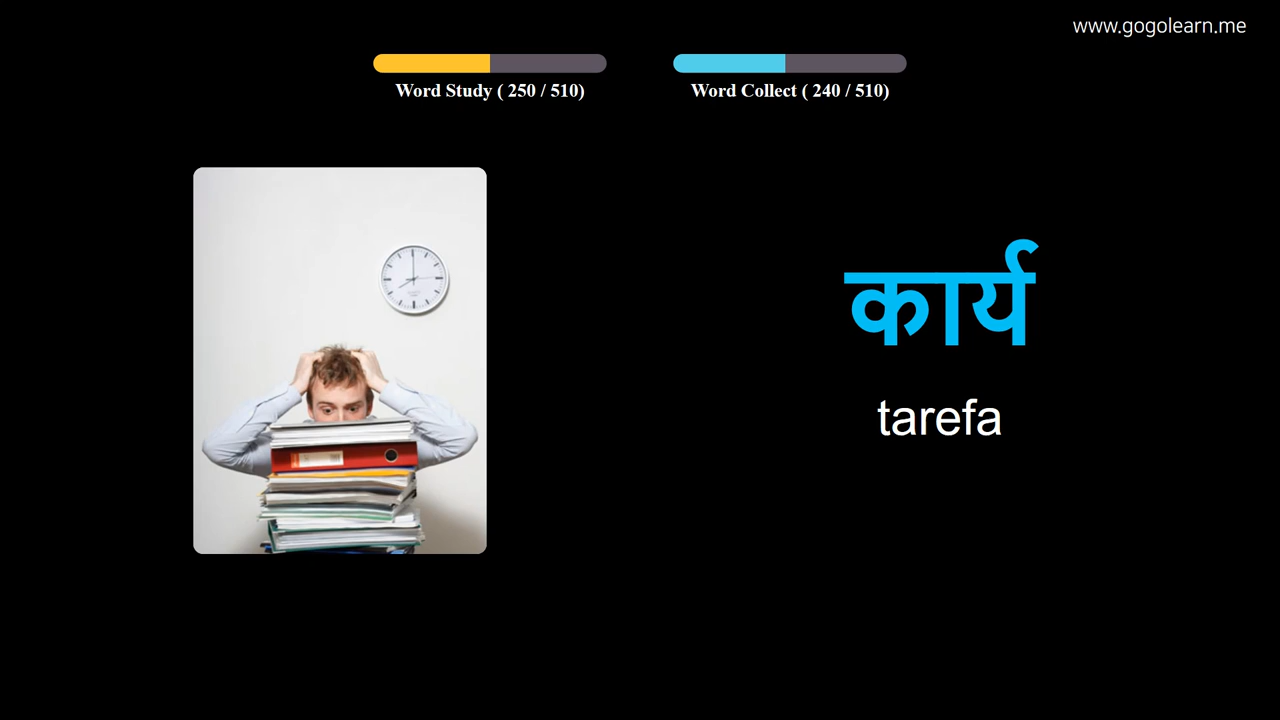 www.gogolearn.me
Word Study ( 250 / 510)
Word Collect ( 240 / 510)
कार्य
tarefa